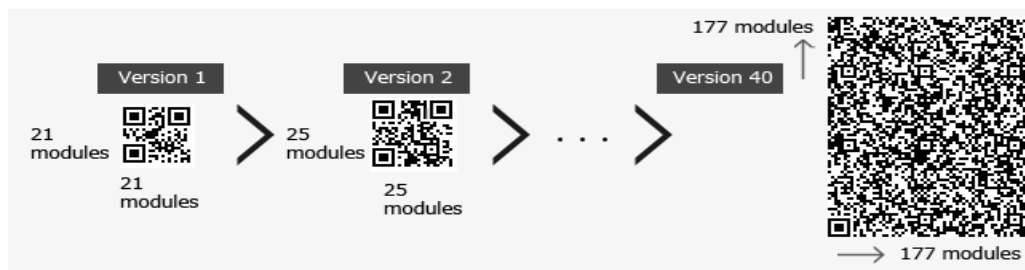 177 modules
Version 1
Version 2
Version 40
21
modules
25
modules
. . .
21
modules
25
modules
177 modules